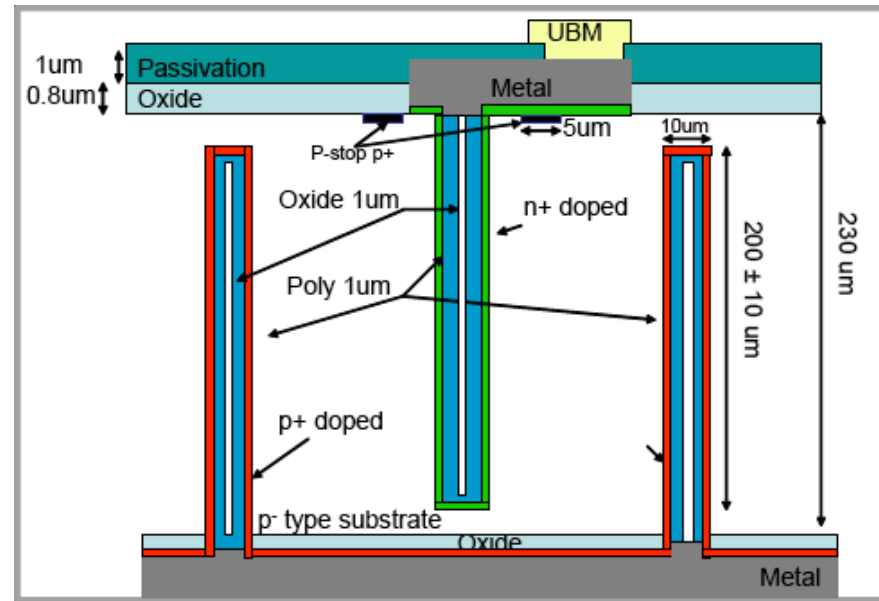 UBM
1um
Passivation
Metal
0.8um
Oxide
5um
10um
P-stop p+
Oxide 1um
n+ doped
230 um
200 ± 10 um
Poly 1um
p+ doped
p- type substrate
Oxide
Metal